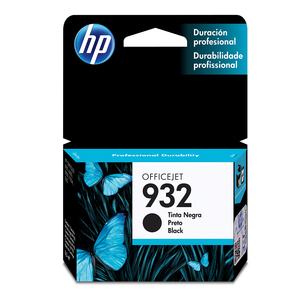 hp
Duración
profesional
Durabilidade
profissional
Professional Durability
OFFICEJET
932
Tinta Negra
Preto
Black